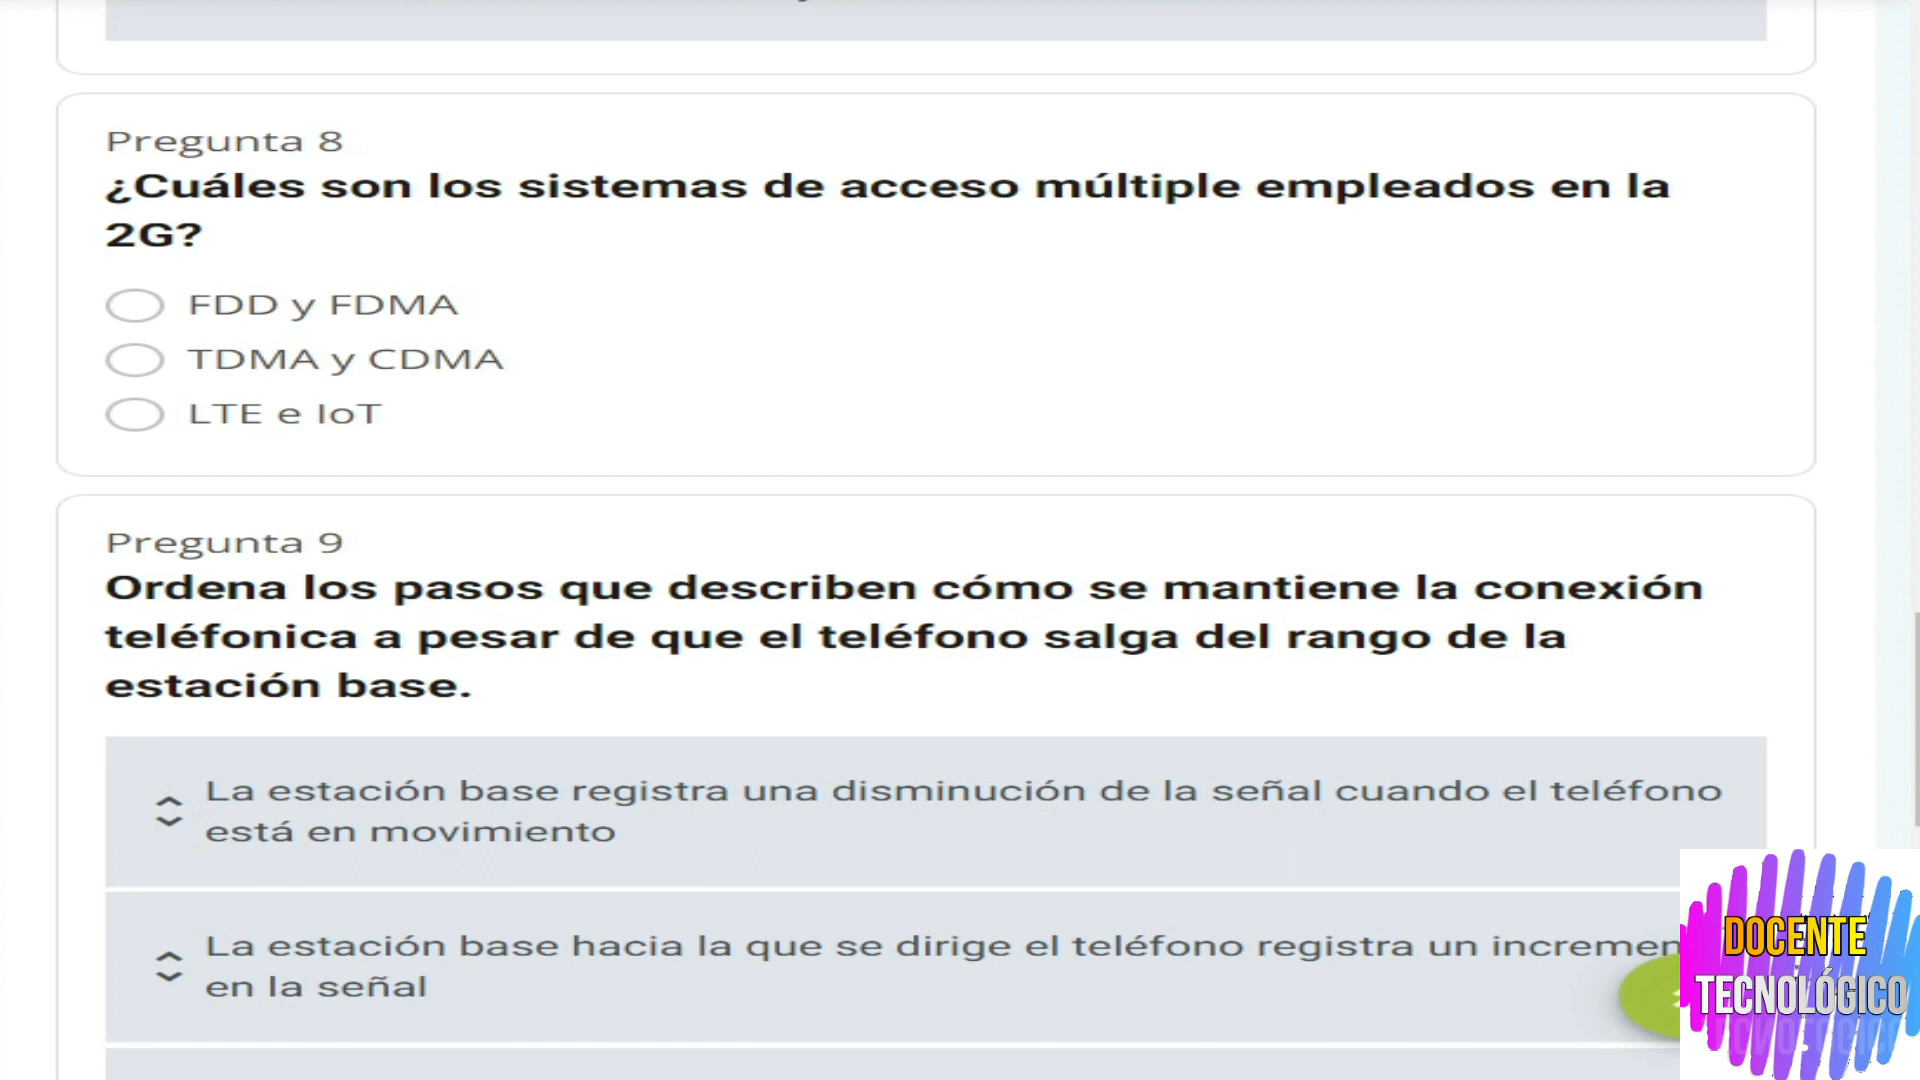 Pregunta 8
¿Cuáles son los sistemas de acceso múltiple empleados en la
2G?
FDD y FDMA
TDMA y CDMA
LTE e IoT
Pregunta 9
Ordena los pasos que describen cómo se mantiene la conexión
teléfonica a pesar de que el teléfono salga del rango de la
estación base.
La estación base registra una disminución de la señal cuando el teléfono
está en movimiento
La estación base hacia la que se dirige el teléfono registra un incremen
en la señal
DOCENTE
TECNOLÓGICO